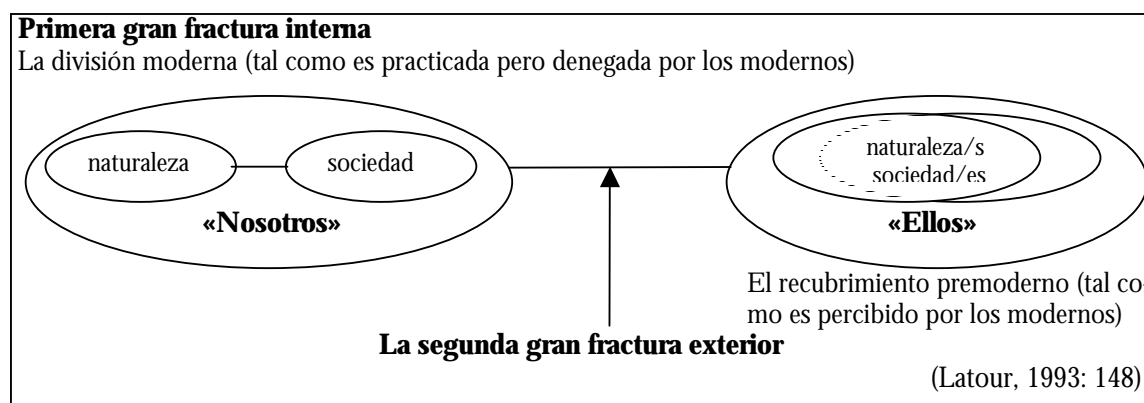 Primera gran fractura interna
La división moderna (tal como es practicada pero denegada por los modernos)
naturaleza
sociedad
«Nosotros»
naturaleza/s
sociedad/es
«Ellos»
El recubrimiento premoderno (tal co-
mo es percibido por los modernos)
La segunda gran fractura exterior
(Latour, 1993: 148)